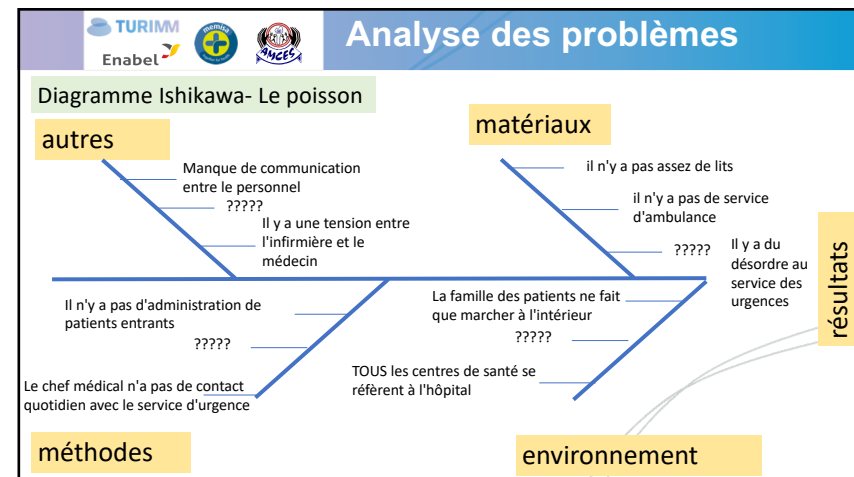 TURIMM
Enabel
memisa
AMCES
Analyse des problèmes
Diagramme Ishikawa- Le poisson
autres
matériaux
Manque de communication
entre le personnel
?????
Il y a une tension entre
l'infirmière et le
médecin
il n'y a pas assez de lits
il n'y a pas de service
d'ambulance
?????
Il y a du
désordre au
service des
urgences
résultats
Il n'y a pas d'administration de
patients entrants
?????
Le chef médical n'a pas de contact
quotidien avec le service d'urgence
La famille des patients ne fait
que marcher à l'intérieur
?????
TOUS les centres de santé se
réfèrent à l'hôpital
méthodes
environnement